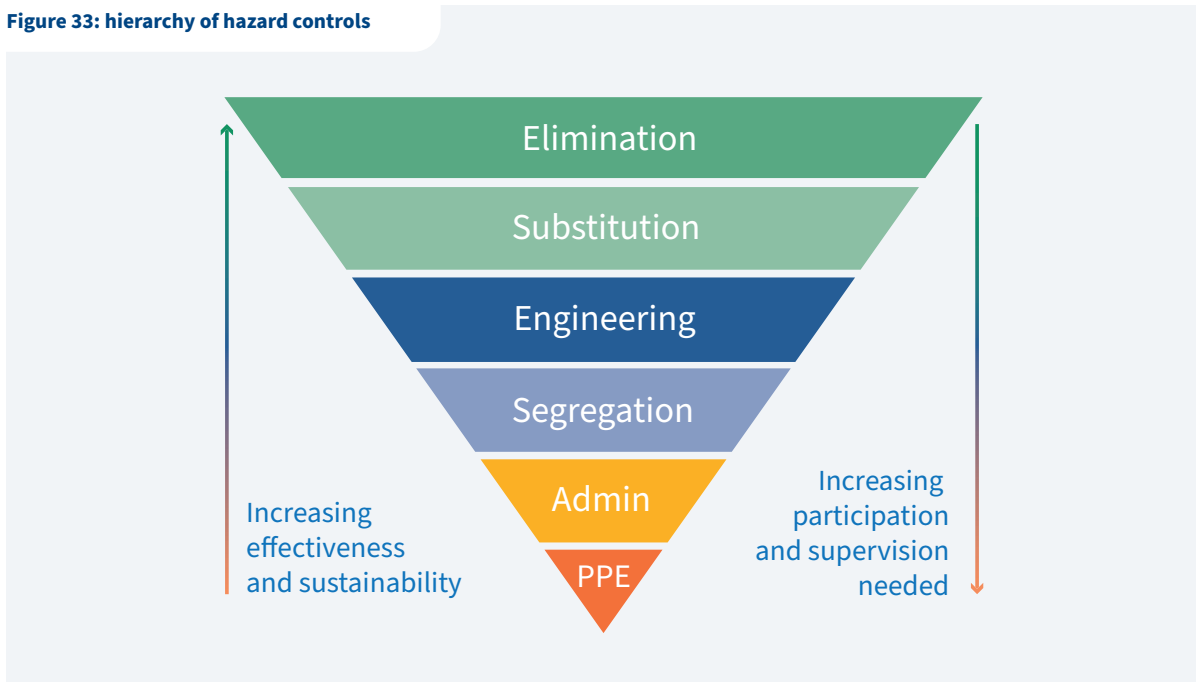 Figure 33: hierarchy of hazard controls
Elimination
Substitution
Engineering
Segregation
Admin
PPE
Increasing
effectiveness
and sustainability
Increasing
participation
and supervision
needed